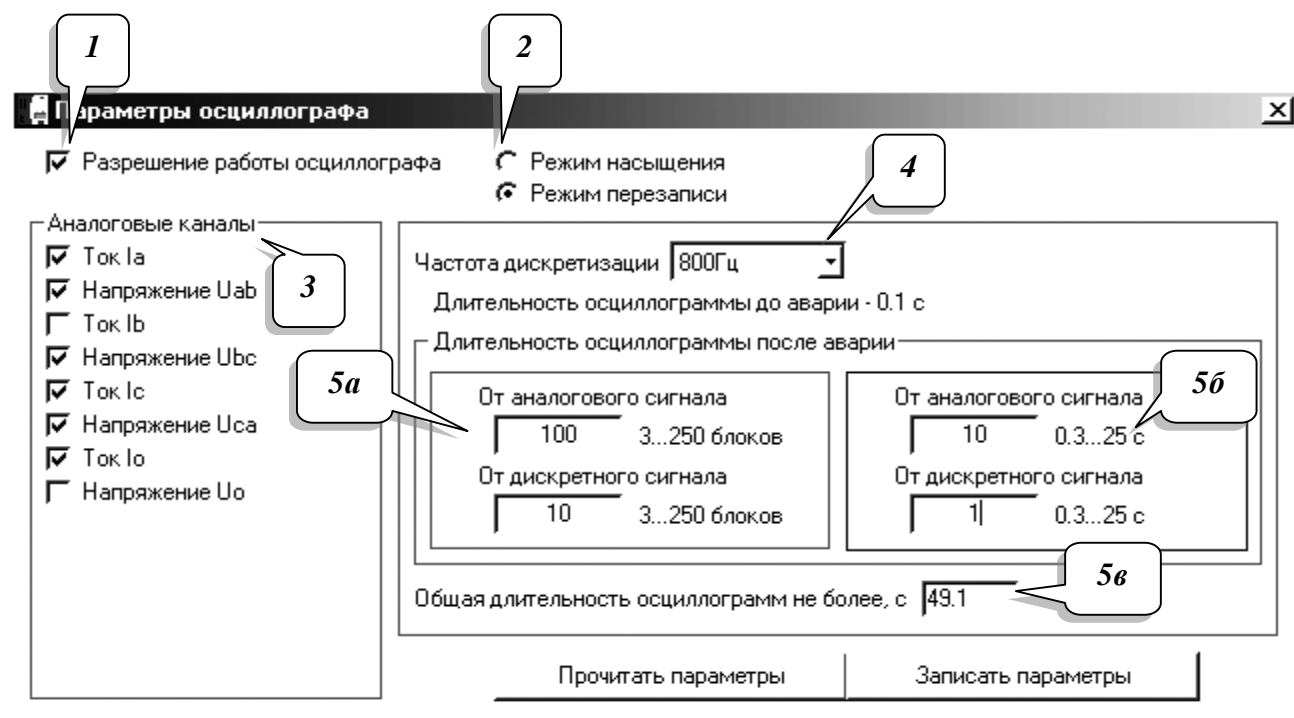 1
2
Параметры осциллографа
Разрешение работы осциллографа
Режим насыщения
Режим перезаписи
4
Аналоговые каналы
Ток Ia
Напряжение Uab
Ток Ib
Напряжение Ubc
Ток Ic
Напряжение Uca
Ток Io
Напряжение Uo
3
Частота дискретизации 800Гц
Длительность осциллограммы до аварии - 0.1 с
Длительность осциллограммы после аварии
5а
От аналогового сигнала
100 3...250 блоков
От дискретного сигнала
10 3...250 блоков
5б
От аналогового сигнала
10 0.3...25 с
От дискретного сигнала
1 0.3...25 с
5в
Общая длительность осциллограмм не более, с 49.1
Прочитать параметры
Записать параметры